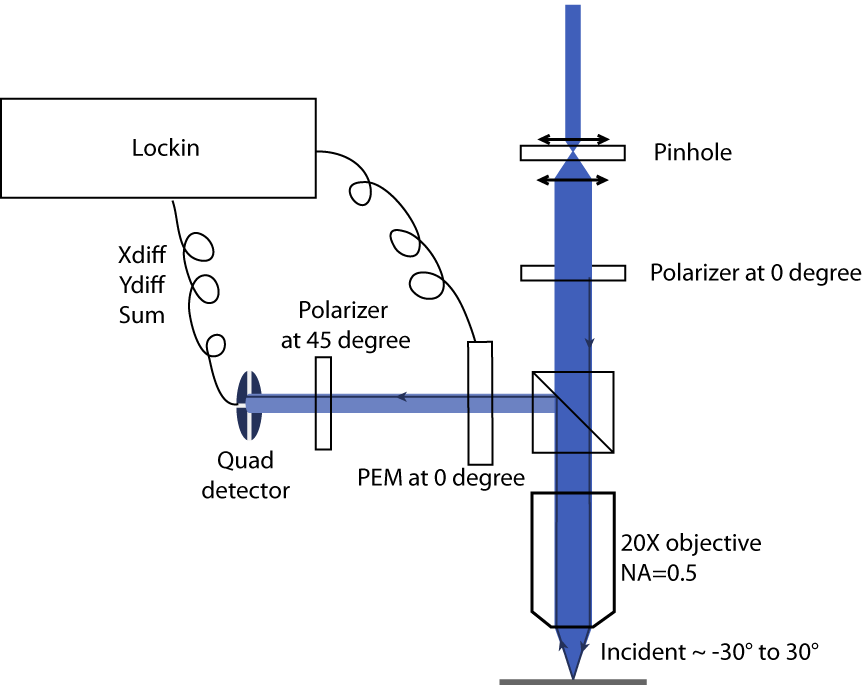 Lockin
Pinhole
Xdiff
Ydiff
Sum
Polarizer at 0 degree
Polarizer
at 45 degree
Quad
detector
PEM at 0 degree
20X objective
NA=0.5
Incident ~ -30° to 30°